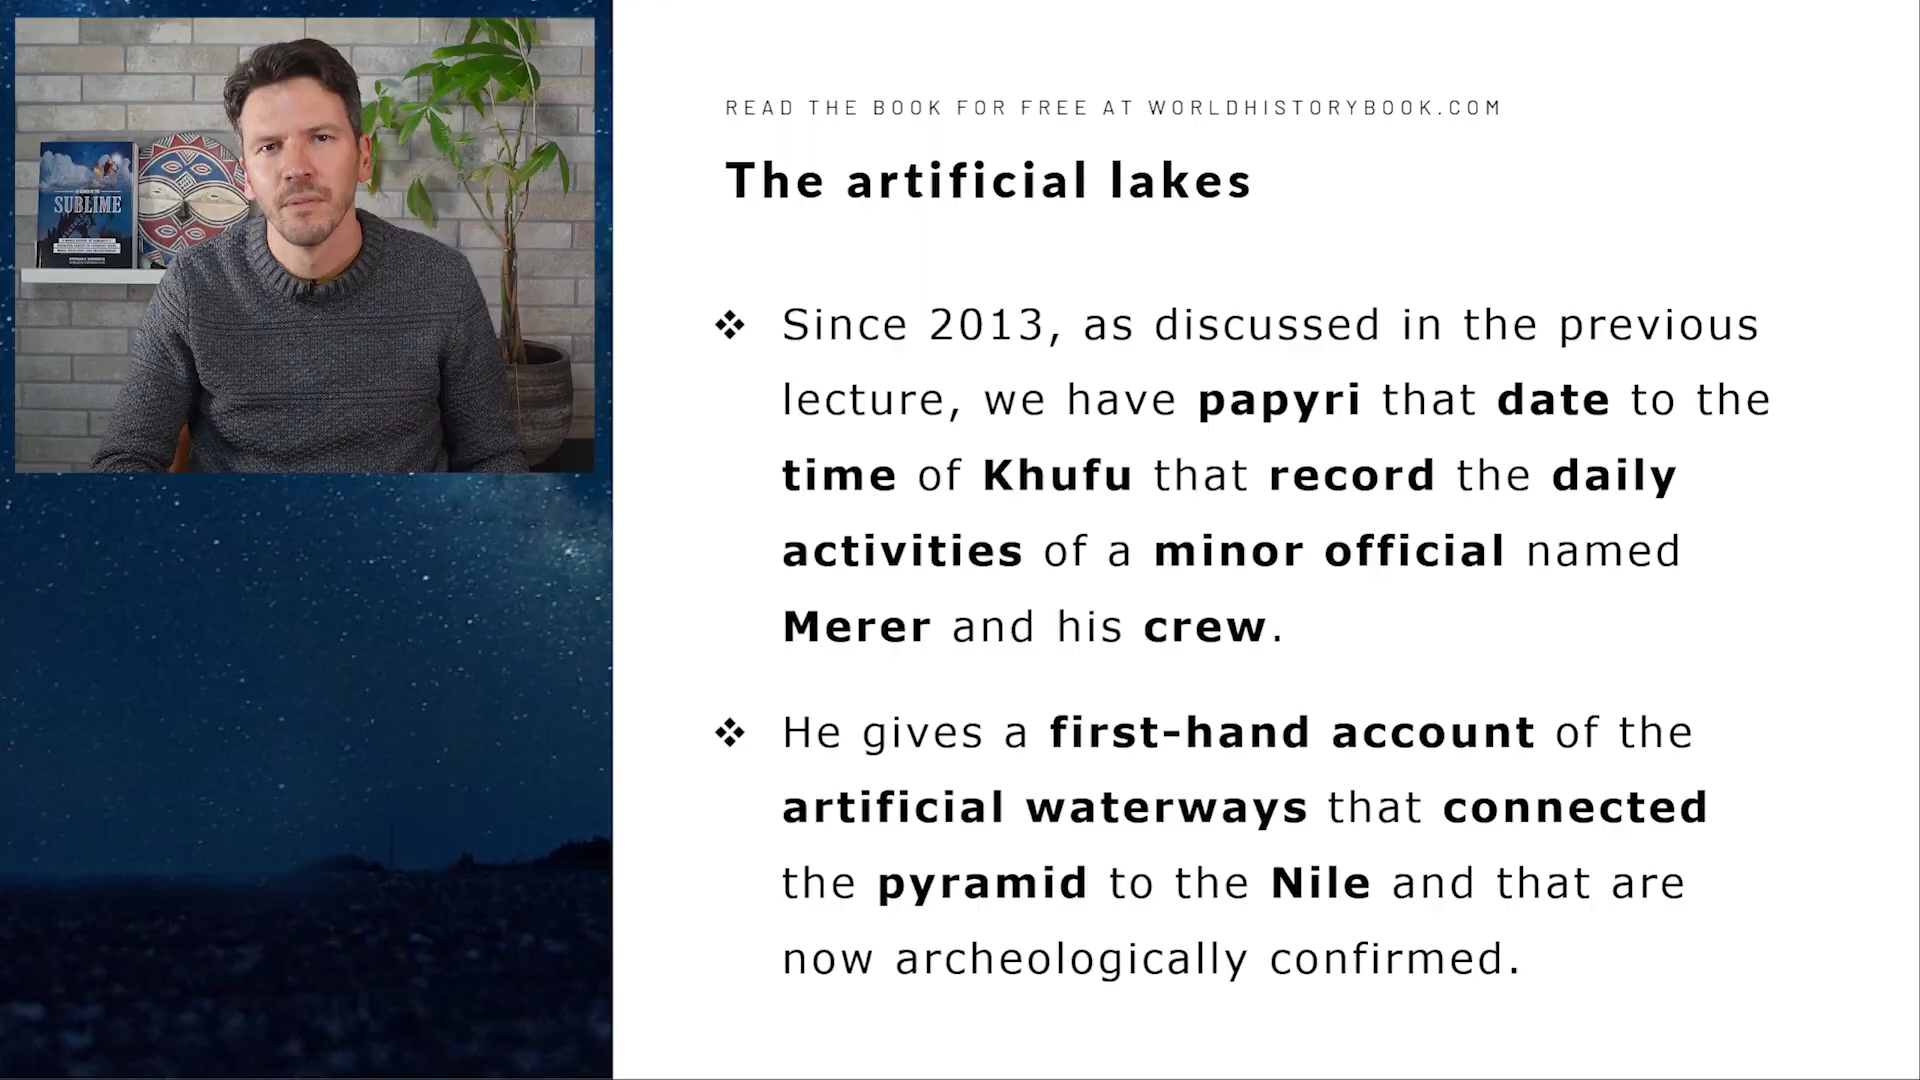 SUBLIME
READ THE BOOK FOR FREE AT WORLDHISTORYBOOK.COM
The artificial lakes
❖ Since 2013, as discussed in the previous
lecture, we have papyri that date to the
time of Khufu that record the daily
activities of a minor official named
Merer and his crew.
❖ He gives a first-hand account of the
artificial waterways that connected
the pyramid to the Nile and that are
now archeologically confirmed.